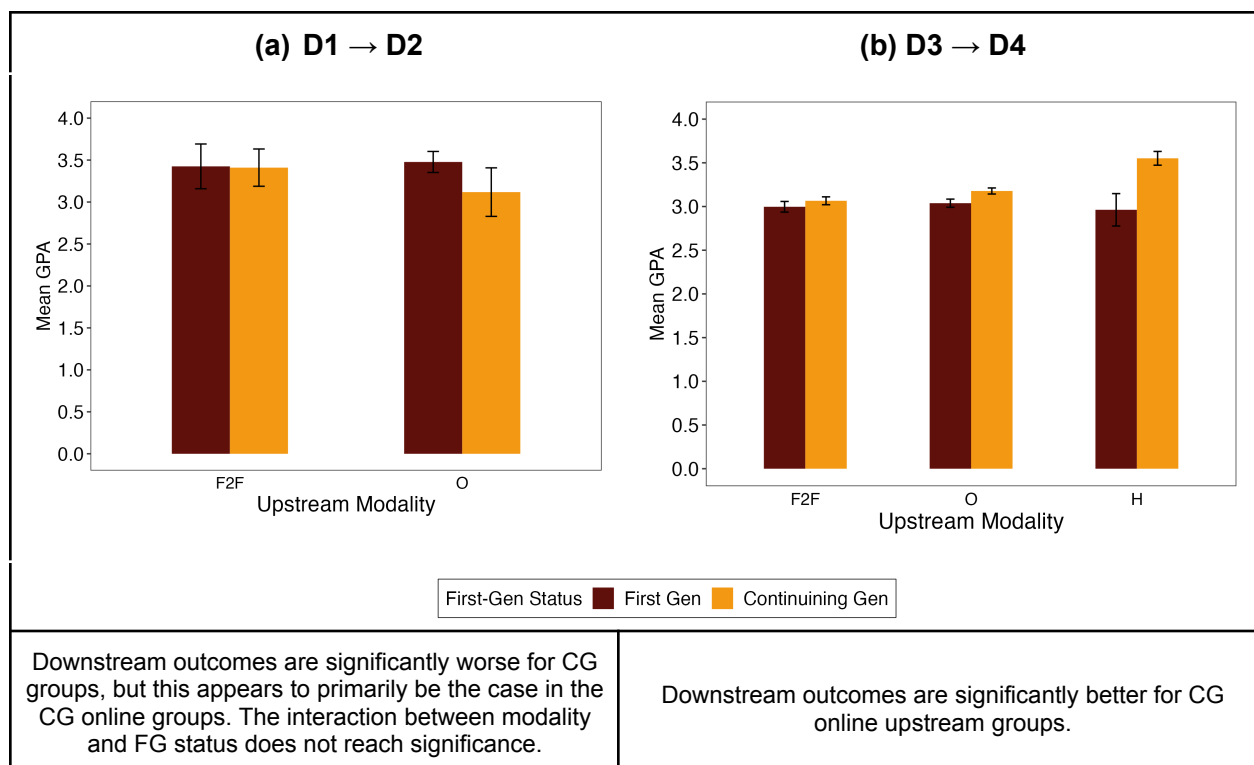 (a) D1 → D2
(b) D3 → D4
Mean GPA
4.0
3.5
3.0
2.5
2.0
1.5
1.0
0.5
0.0
F2F
O
Upstream Modality
Mean GPA
4.0
3.5
3.0
2.5
2.0
1.5
1.0
0.5
0.0
F2F
O
H
Upstream Modality
First-Gen Status First Gen Continuining Gen
Downstream outcomes are significantly worse for CG
groups, but this appears to primarily be the case in the
CG online groups. The interaction between modality
and FG status does not reach significance.
Downstream outcomes are significantly better for CG
online upstream groups.